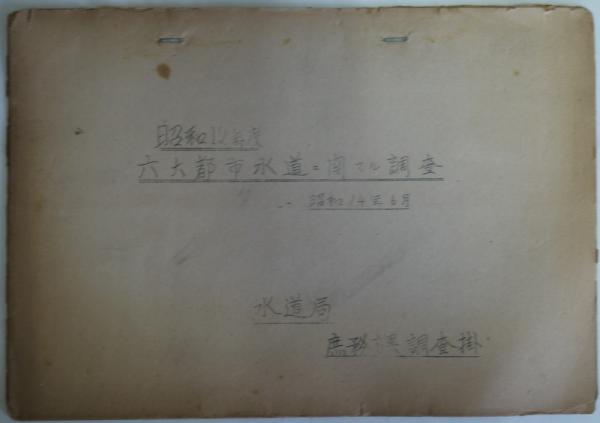 昭和12年度
六大都市水道ニ関スル調査
昭和14年6月
水道局
庶務課調査掛